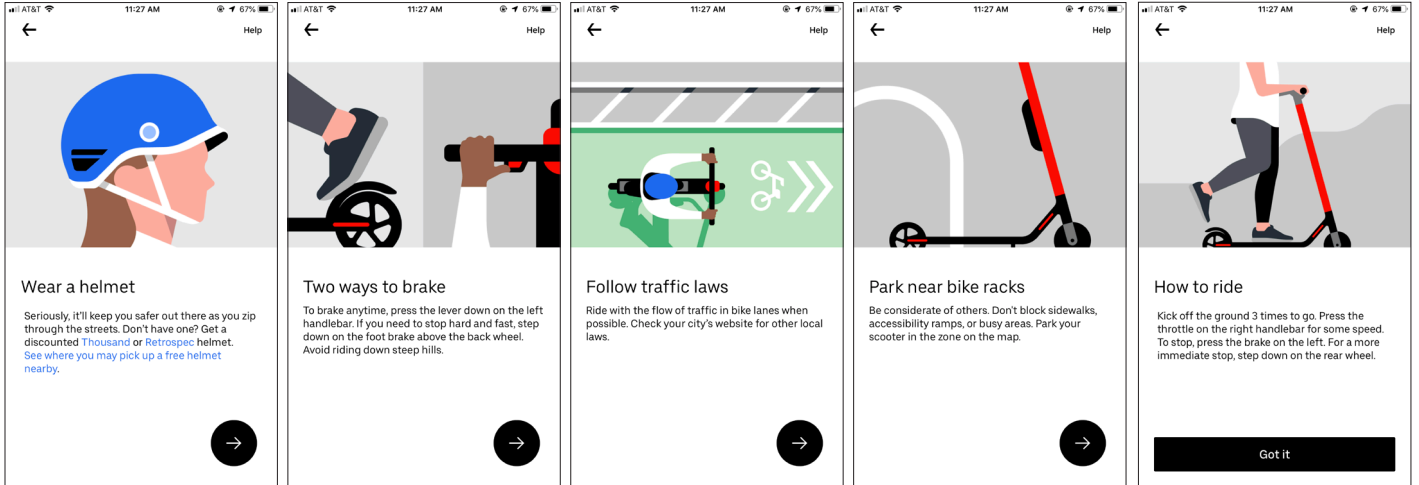 AT&T 11:27 AM 67%
Help
Wear a helmet
Seriously, it'll keep you safer out there as you zip
through the streets. Don't have one? Get a
discounted Thousand or Retrospec helmet.
See where you may pick up a free helmet
nearby.
AT&T 11:27 AM 67%
Help
Two ways to brake
To brake anytime, press the lever down on the left
handlebar. If you need to stop hard and fast, step
down on the foot brake above the back wheel.
Avoid riding down steep hills.
AT&T 11:27 AM 67%
Help
Follow traffic laws
Ride with the flow of traffic in bike lanes when
possible. Check your city's website for other local
laws.
AT&T 11:27 AM 67%
Help
Park near bike racks
Be considerate of others. Don't block sidewalks,
accessibility ramps, or busy areas. Park your
scooter in the zone on the map.
AT&T 11:27 AM 67%
Help
How to ride
Kick off the ground 3 times to go. Press the
throttle on the right handlebar for some speed.
To stop, press the brake on the left. For a more
immediate stop, step down on the rear wheel.
Got it